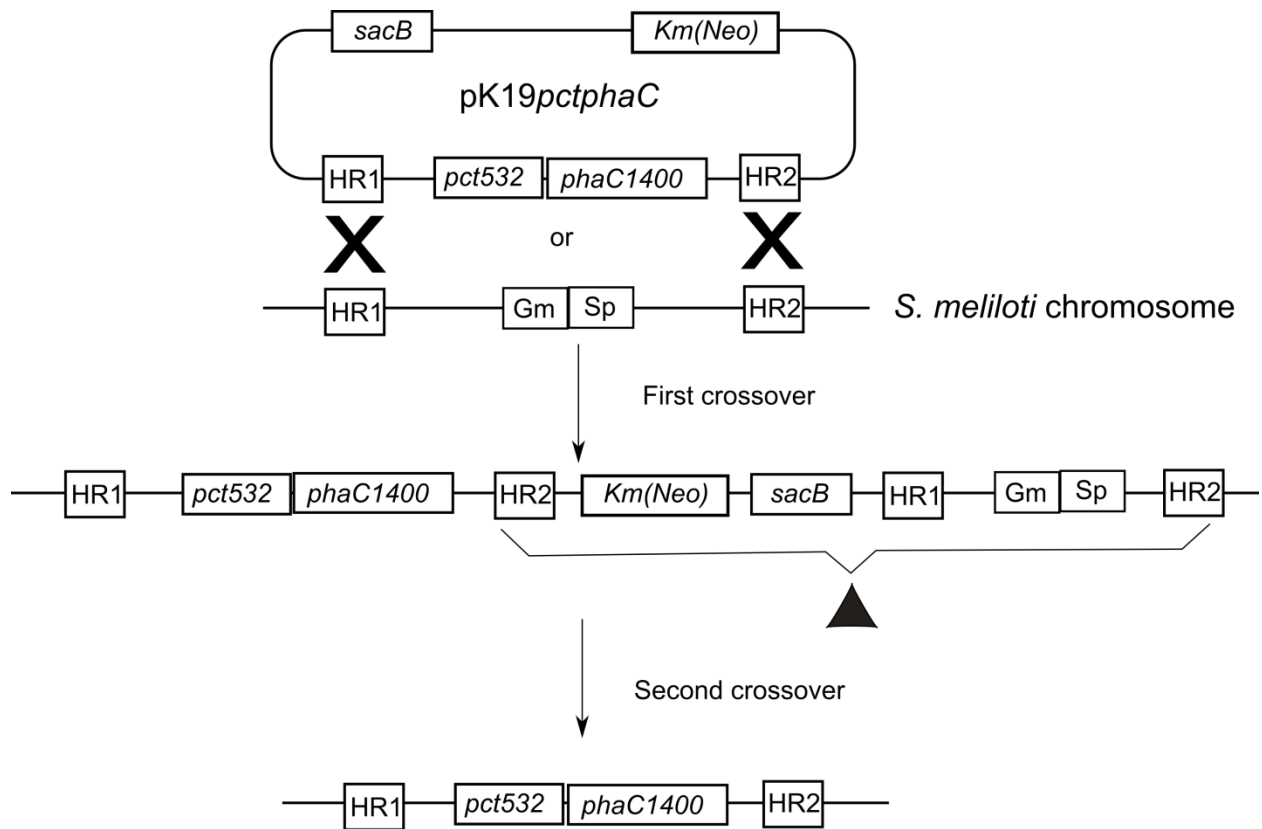 sacB Km(Neo)
pK19pctphaC
HR1 pct532 phaC1400 HR2
X or X
HR1 Gm Sp HR2 S. meliloti chromosome
First crossover
HR1 pct532 phaC1400 HR2 Km(Neo) sacB HR1 Gm Sp HR2
Second crossover
HR1 pct532 phaC1400 HR2